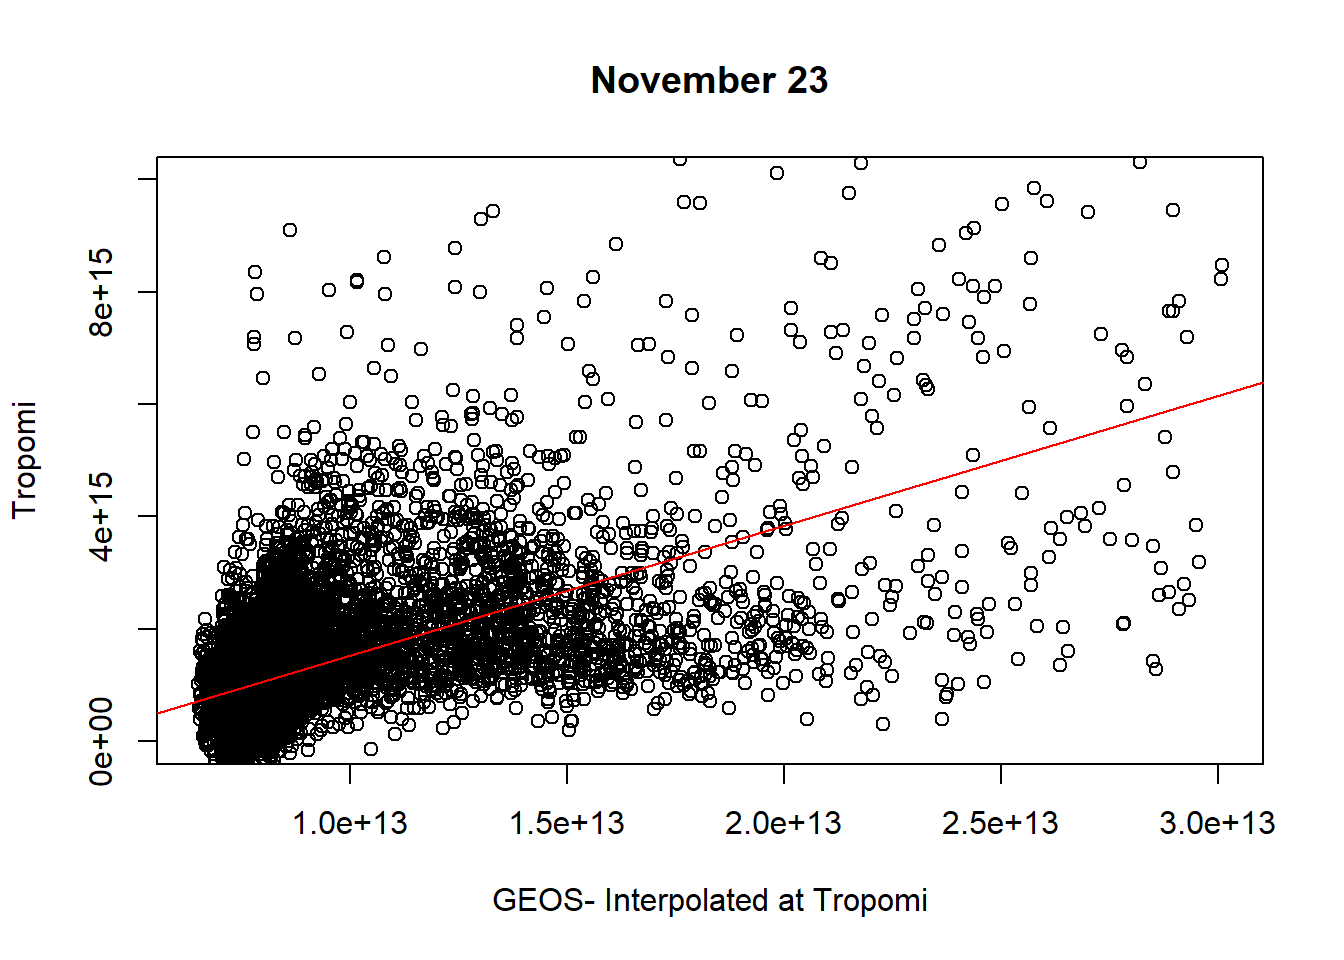 November 23
Tropomi
8e+15
4e+15
0e+00
1.0e+13 1.5e+13 2.0e+13 2.5e+13 3.0e+13
GEOS- Interpolated at Tropomi